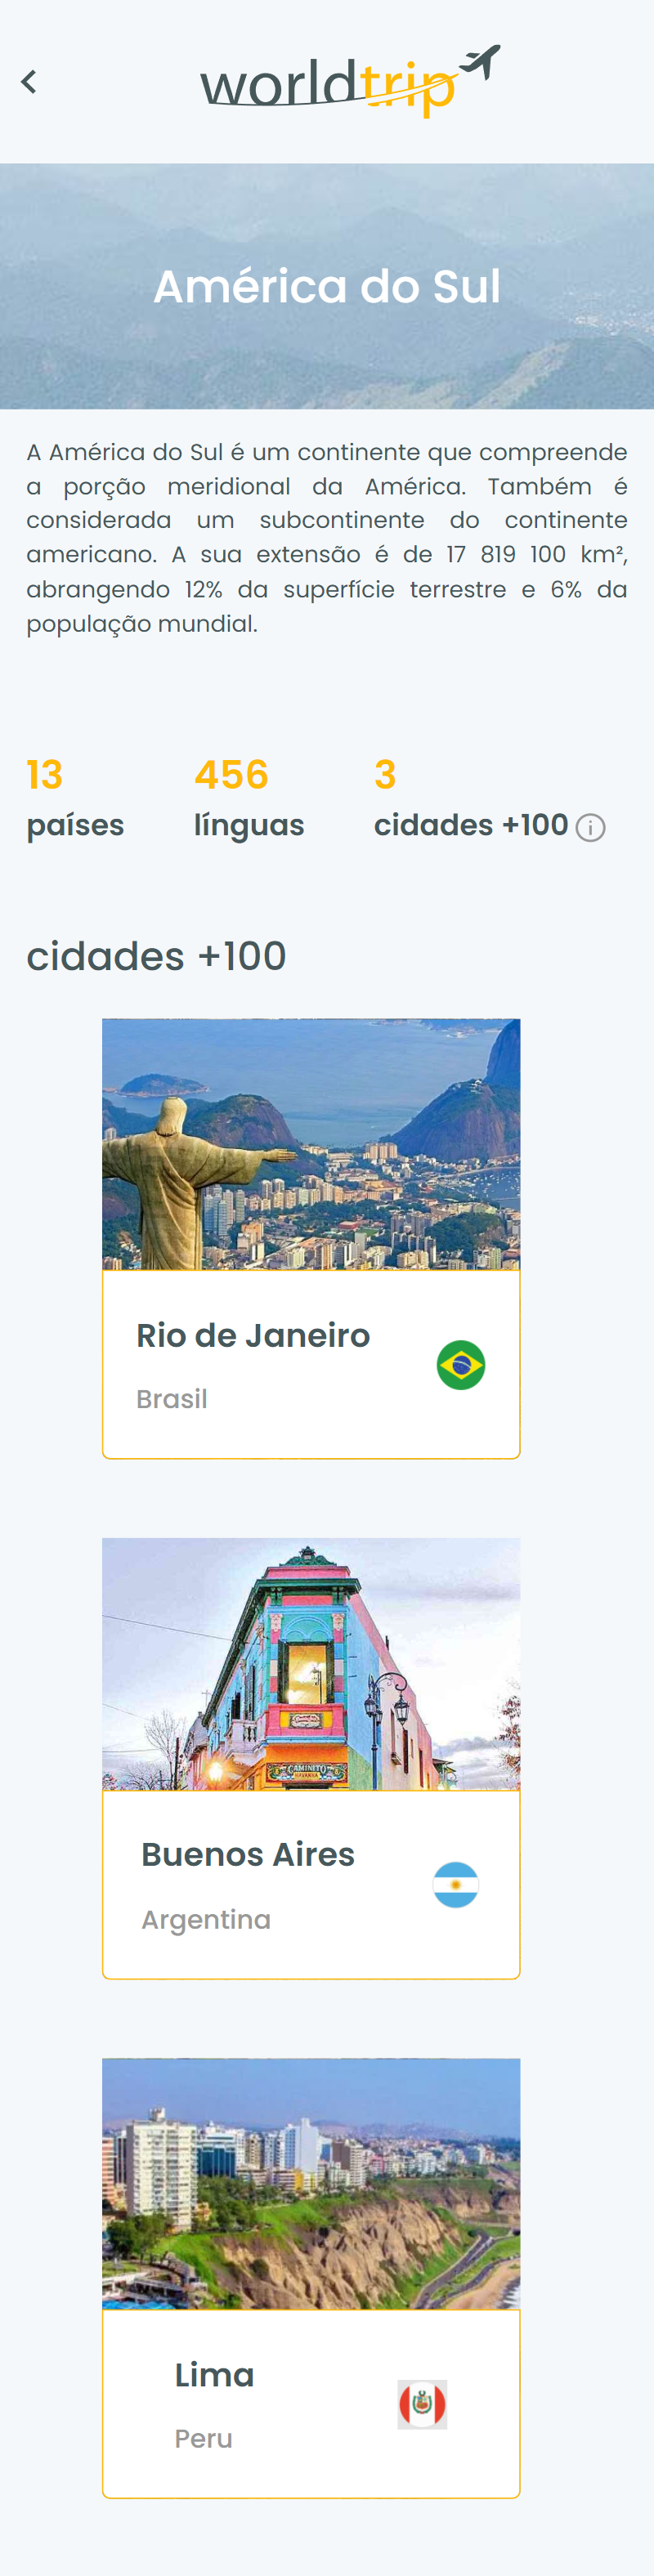 worldtrip
América do Sul
A América do Sul é um continente que compreende
a porção meridional da América. Também é
considerada um subcontinente do continente
americano. A sua extensão é de 17 819 100 km²,
abrangendo 12% da superfície terrestre e 6% da
população mundial.
13
países
456
línguas
3
cidades +100
cidades +100
Rio de Janeiro
Brasil
CAMINITO
HAVANNA
Buenos Aires
Argentina
Lima
Peru